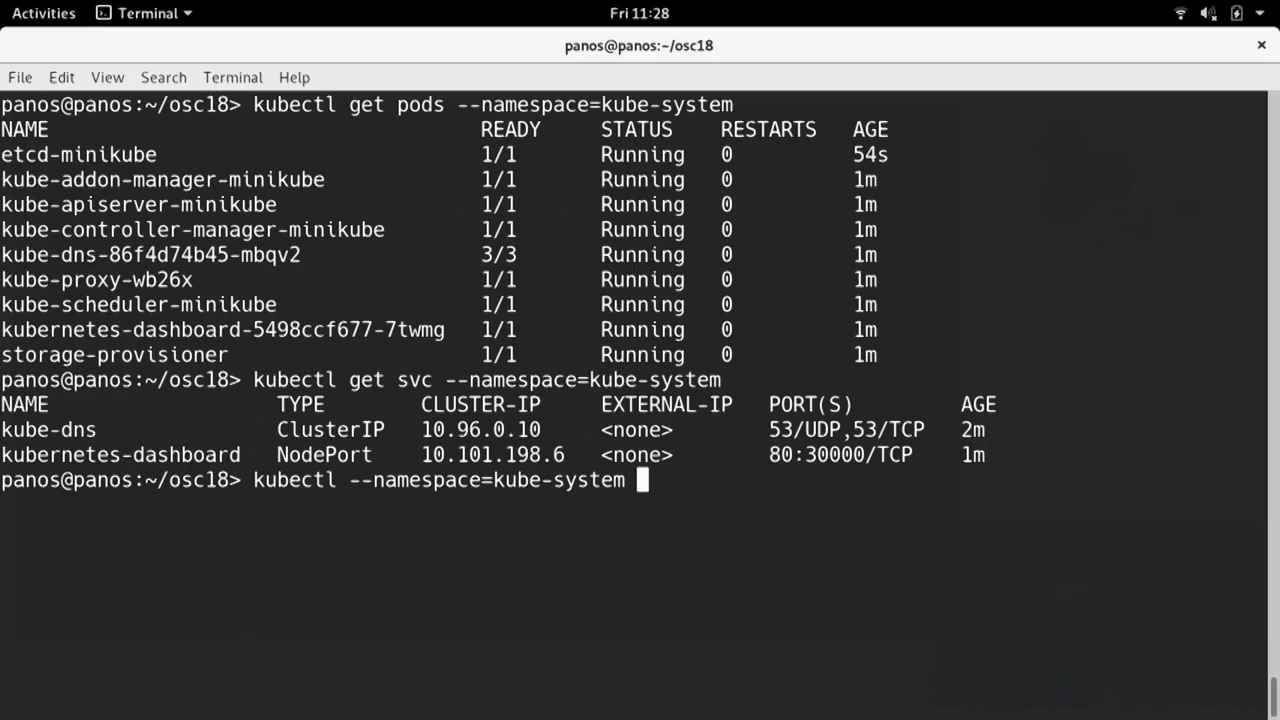 Activities Terminal Fri 11:28
panos@panos:~/osc18
File Edit View Search Terminal Help
panos@panos:~/osc18> kubectl get pods --namespace=kube-system
NAME READY STATUS RESTARTS AGE
etcd-minikube 1/1 Running 0 54s
kube-addon-manager-minikube 1/1 Running 0 1m
kube-apiserver-minikube 1/1 Running 0 1m
kube-controller-manager-minikube 1/1 Running 0 1m
kube-dns-86f4d74b45-mbqv2 3/3 Running 0 1m
kube-proxy-wb26x 1/1 Running 0 1m
kube-scheduler-minikube 1/1 Running 0 1m
kubernetes-dashboard-5498ccf677-7twmg 1/1 Running 0 1m
storage-provisioner 1/1 Running 0 1m
panos@panos:~/osc18> kubectl get svc --namespace=kube-system
NAME TYPE CLUSTER-IP EXTERNAL-IP PORT(S) AGE
kube-dns ClusterIP 10.96.0.10 <none> 53/UDP,53/TCP 2m
kubernetes-dashboard NodePort 10.101.198.6 <none> 80:30000/TCP 1m
panos@panos:~/osc18> kubectl --namespace=kube-system